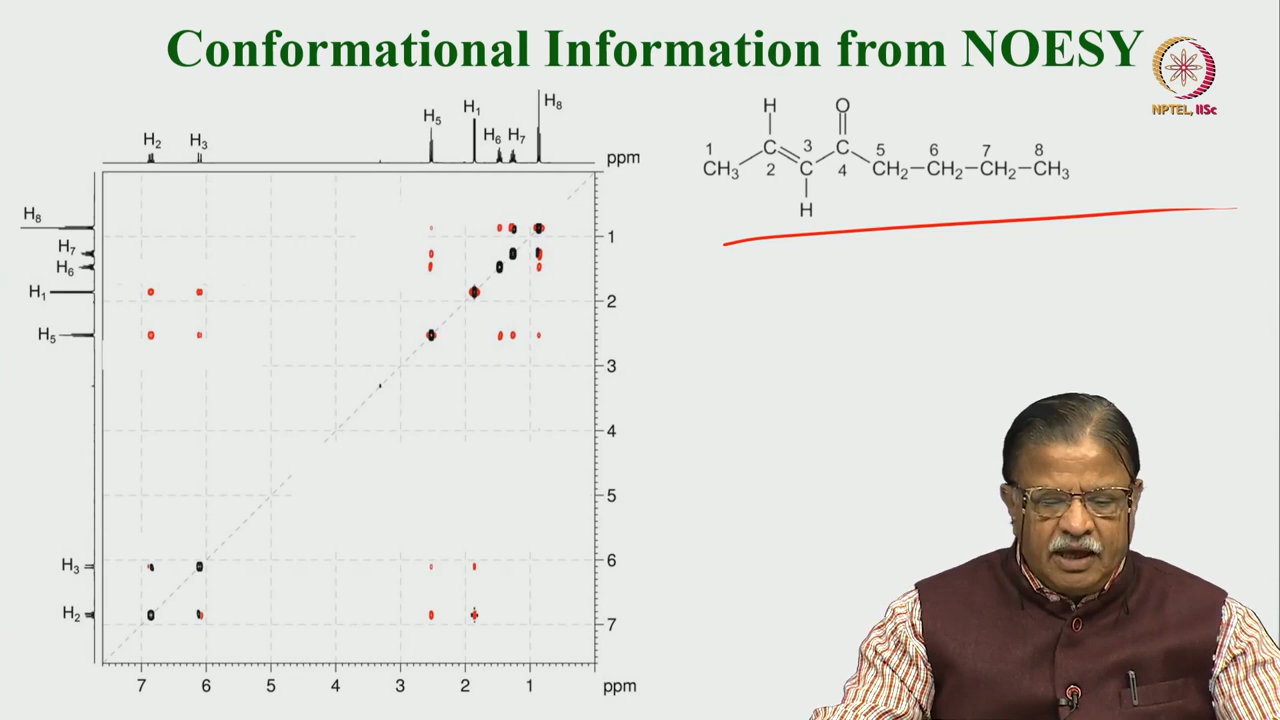 Conformational Information from NOESY
NPTEL, IISc
H2 H3 H5 H1 H6 H7 H8
ppm
H8
H7
H6
H1
H5
H3
H2
1
2
3
4
5
6
7
7 6 5 4 3 2 1 ppm
H O
1 3 5 6 7 8
CH3 2 4 CH2–CH2–CH2–CH3
H